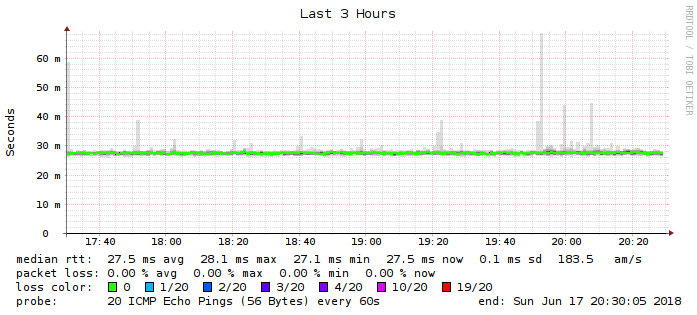 Last 3 Hours
RRDTOOL / TOBI OETIKER
Seconds
60 m
50 m
40 m
30 m
20 m
10 m
0
17:40 18:00 18:20 18:40 19:00 19:20 19:40 20:00 20:20
median rtt: 27.5 ms avg 28.1 ms max 27.1 ms min 27.5 ms now 0.1 ms sd 183.5 am/s
packet loss: 0.00 % avg 0.00 % max 0.00 % min 0.00 % now
loss color: 0 1/20 2/20 3/20 4/20 10/20 19/20
probe: 20 ICMP Echo Pings (56 Bytes) every 60s end: Sun Jun 17 20:30:05 2018